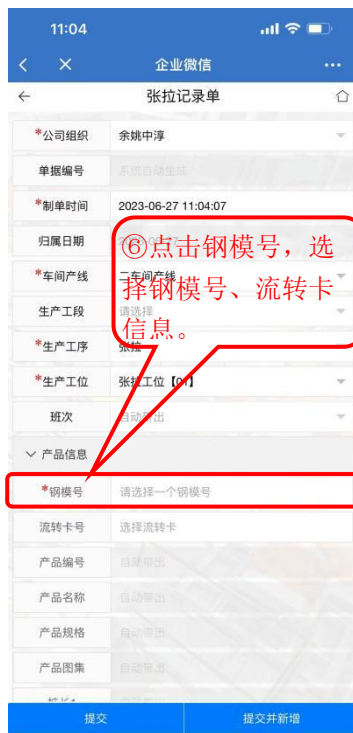 11:04
企业微信
张拉记录单
*公司组织 余姚中淳
单据编号 系统自动生成
*制单时间 2023-06-27 11:04:07
归属日期
⑥点击钢模号，选
择钢模号、流转卡
信息。
*车间产线 二车间产线
生产工段 请选择
*生产工序 张拉
*生产工位 张拉工位【01】
班次 自动带出
产品信息
*钢模号 请选择一个钢模号
流转卡号 选择流转卡
产品编号 自动带出
产品名称 自动带出
产品规格 自动带出
产品图集 自动带出
提交 提交并新增